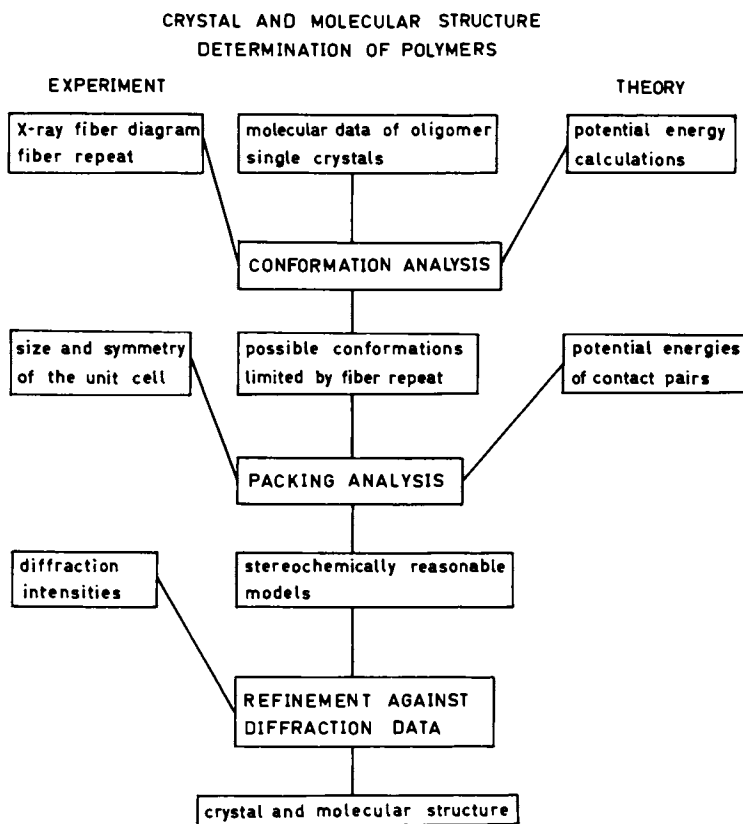 CRYSTAL AND MOLECULAR STRUCTURE
DETERMINATION OF POLYMERS
EXPERIMENT
THEORY
X-ray fiber diagram
fiber repeat
molecular data of oligomer
single crystals
potential energy
calculations
CONFORMATION ANALYSIS
size and symmetry
of the unit cell
possible conformations
limited by fiber repeat
potential energies
of contact pairs
PACKING ANALYSIS
diffraction
intensities
stereochemically reasonable
models
REFINEMENT AGAINST
DIFFRACTION DATA
crystal and molecular structure